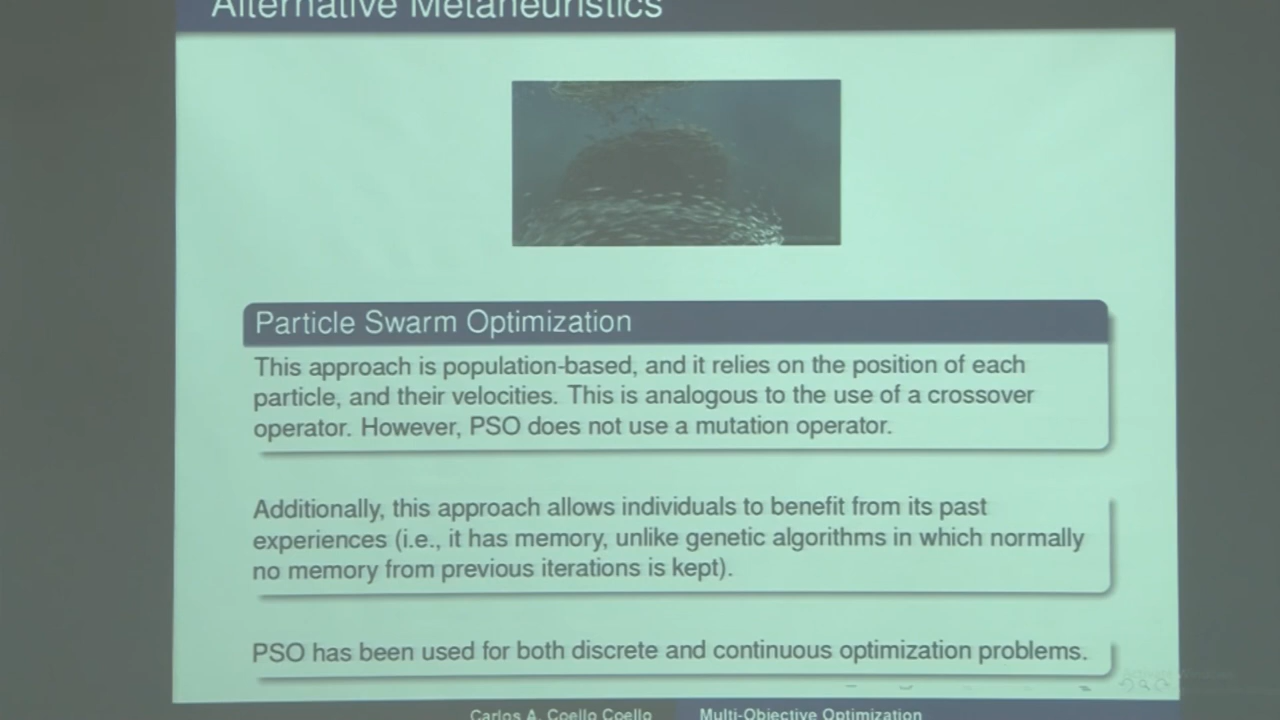 Alternative Metaheuristics
Particle Swarm Optimization
This approach is population-based, and it relies on the position of each
particle, and their velocities. This is analogous to the use of a crossover
operator. However, PSO does not use a mutation operator.
Additionally, this approach allows individuals to benefit from its past
experiences (i.e., it has memory, unlike genetic algorithms in which normally
no memory from previous iterations is kept).
PSO has been used for both discrete and continuous optimization problems.
Carlos A. Coello Coello
Multi-Objective Optimization